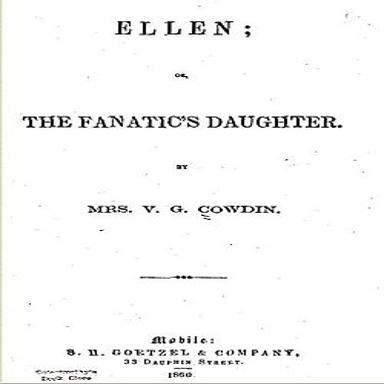 ELLEN;
OR,
THE FANATIC'S DAUGHTER.
BY
MRS. V. G. COWDIN.
Mobile:
S. H. GOETZEL & COMPANY,
33 DAUPHIN STREET.
1860.